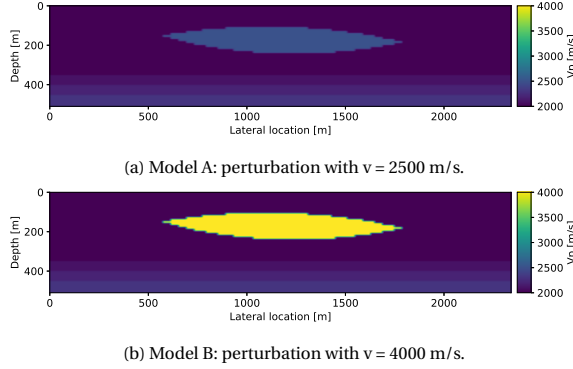 0
200
400
Depth [m]
0 500 1000 1500 2000
Lateral location [m]
4000
3500
3000
2500
2000
Vp [m/s]
(a) Model A: perturbation with v = 2500 m/s.
0
200
400
Depth [m]
0 500 1000 1500 2000
Lateral location [m]
4000
3500
3000
2500
2000
Vp [m/s]
(b) Model B: perturbation with v = 4000 m/s.